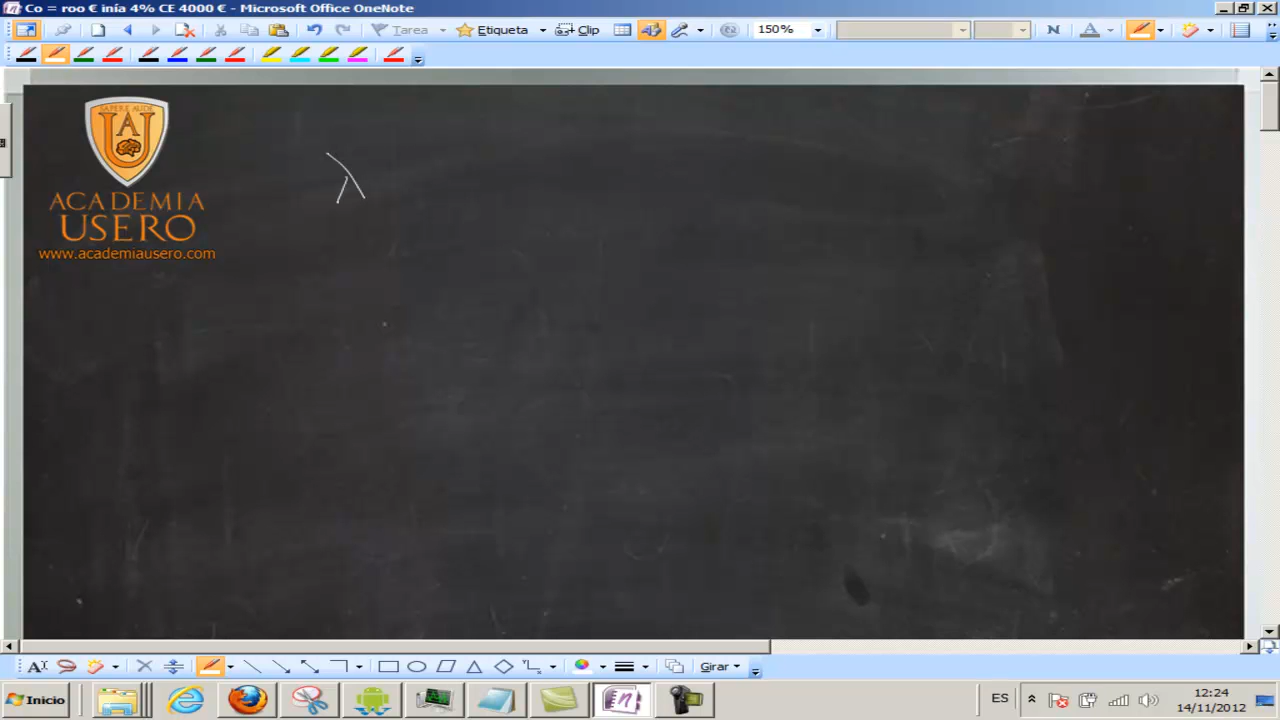 Co = roo € inía 4% CE 4000 € - Microsoft Office OneNote
Tarea Etiqueta Clip 150% N A
SAPERE AUDE
UA
ACADEMIA
USERO
www.academiausero.com
λ
A Girar
Inicio ES 12:24
14/11/2012